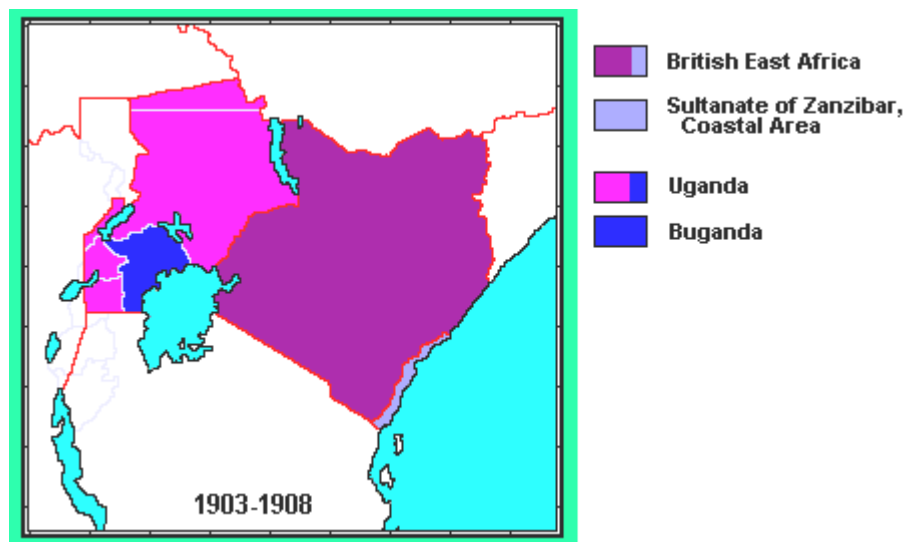 British East Africa
Sultanate of Zanzibar,
Coastal Area
Uganda
Buganda
1903-1908